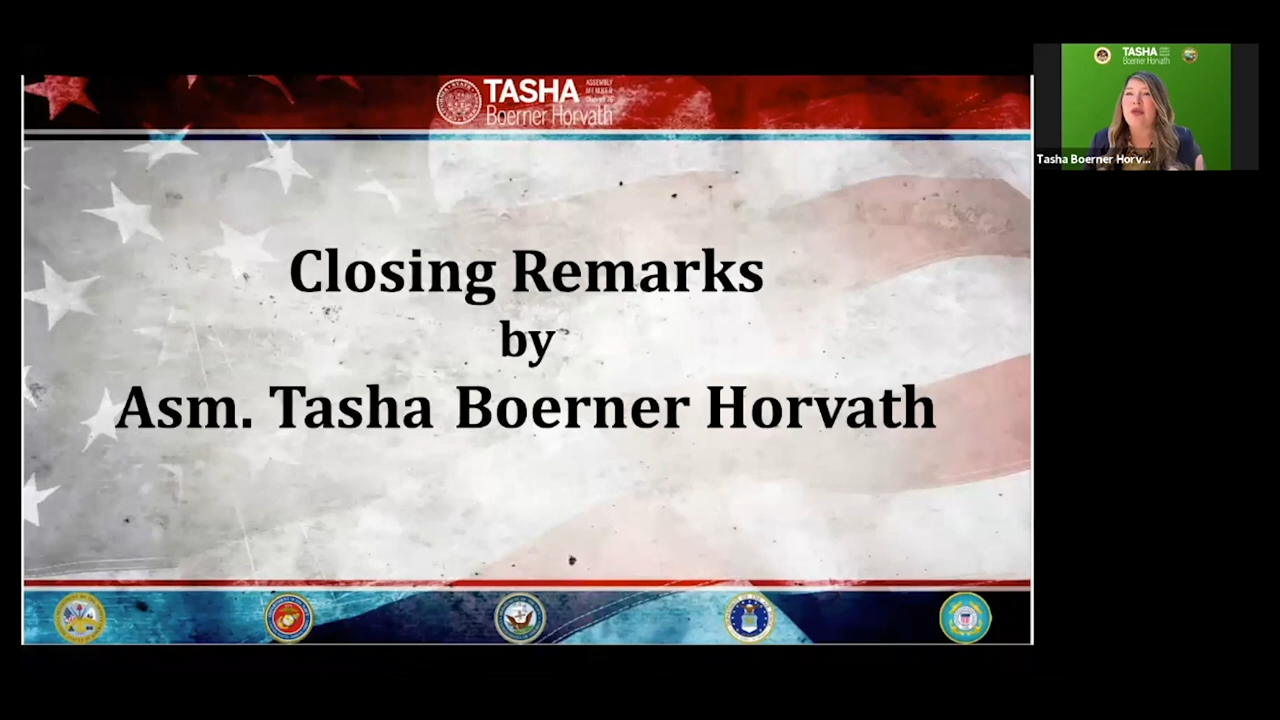 TASHA
ASSEMBLY
MEMBER
District 76
Boerner Horvath
Closing Remarks
by
Asm. Tasha Boerner Horvath
TASHA
Boerner Horvath
Tasha Boerner Horv...